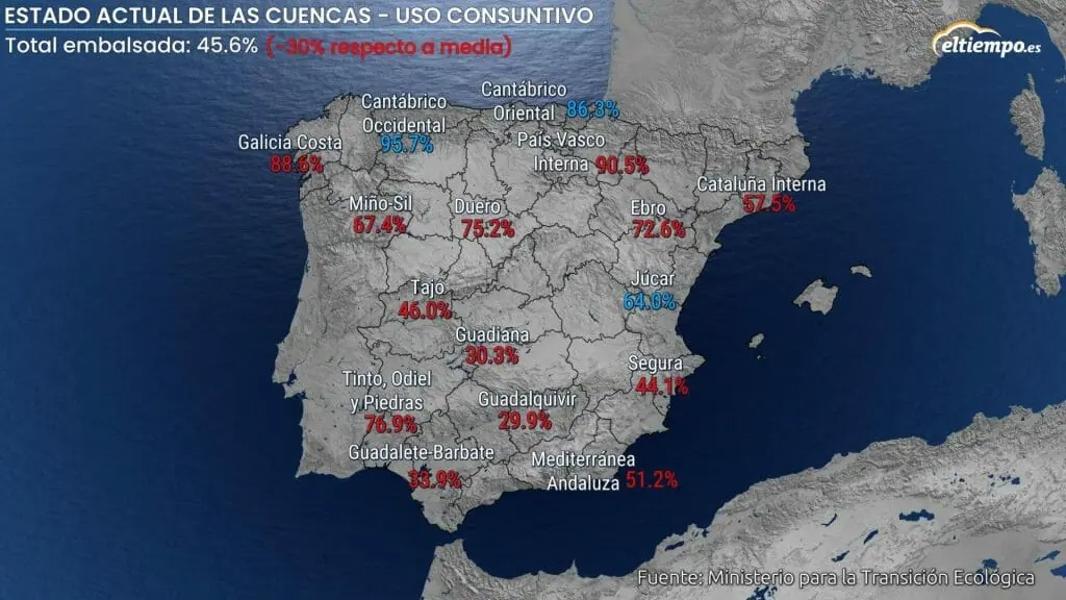 ESTADO ACTUAL DE LAS CUENCAS - USO CONSUNTIVO
Total embalsada: 45.6% (-30% respecto a media)
eltiempo.es
Cantábrico
Oriental 86.3%
Cantábrico
Occidental
95.7%
Galicia Costa
88.6%
País Vasco
Interna 90.5%
Cataluña Interna
57.5%
Miño-Sil
67.4%
Duero
75.2%
Ebro
72.6%
Júcar
64.0%
Tajo
46.0%
Guadiana
30.3%
Segura
44.1%
Tinto, Odiel
y Piedras
76.9%
Guadalquivir
29.9%
Guadalete-Barbate
33.9%
Mediterránea
Andaluza 51.2%
Fuente: Ministerio para la Transición Ecológica